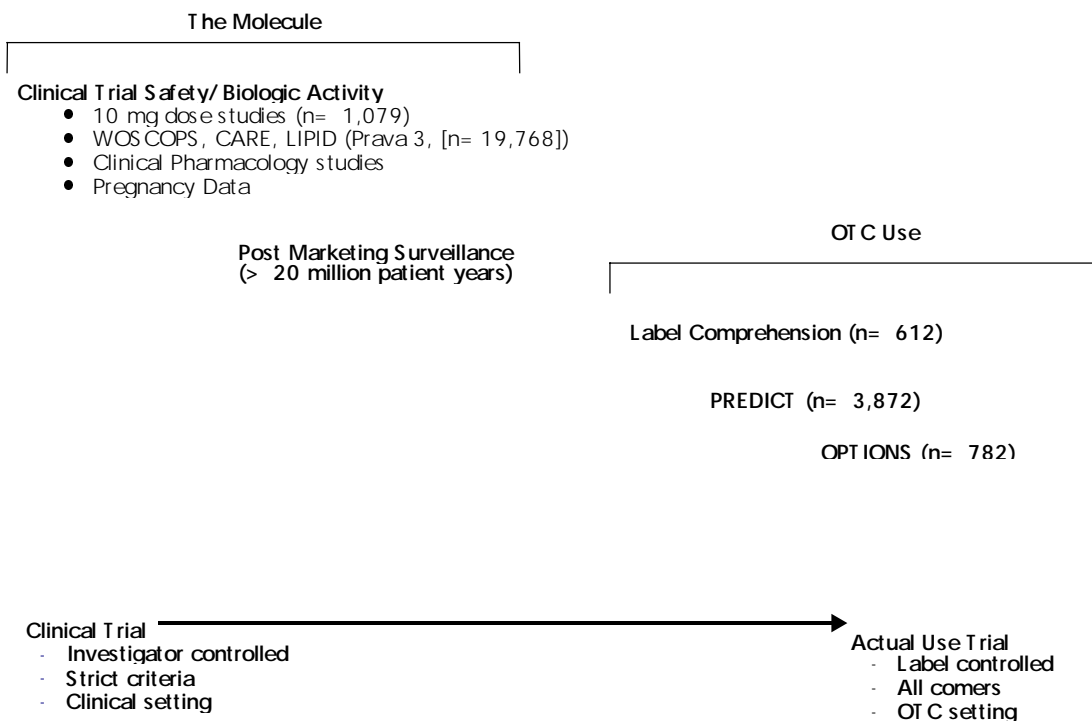 The Molecule
Clinical Trial Safety/Biologic Activity
● 10 mg dose studies (n= 1,079)
● WOSCOPS, CARE, LIPID (Prava 3, [n= 19,768])
● Clinical Pharmacology studies
● Pregnancy Data
OTC Use
Post Marketing Surveillance
(> 20 million patient years)
Label Comprehension (n= 612)
PREDICT (n= 3,872)
OPTIONS (n= 782)
Clinical Trial
- Investigator controlled
- Strict criteria
- Clinical setting
Actual Use Trial
- Label controlled
- All comers
- OTC setting